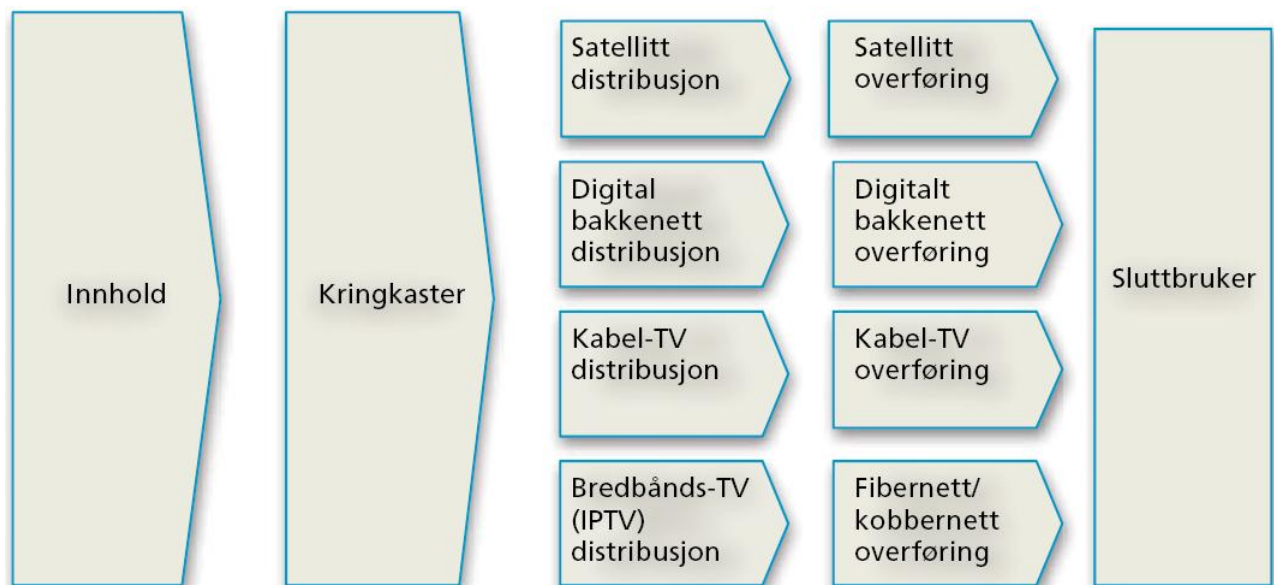 Innhold
Kringkaster
Satellitt
distribusjon
Digital
bakkenett
distribusjon
Kabel-TV
distribusjon
Bredbånds-TV
(IPTV)
distribusjon
Satellitt
overføring
Digitalt
bakkenett
overføring
Kabel-TV
overføring
Fibernett/
kobbernett
overføring
Sluttbruker